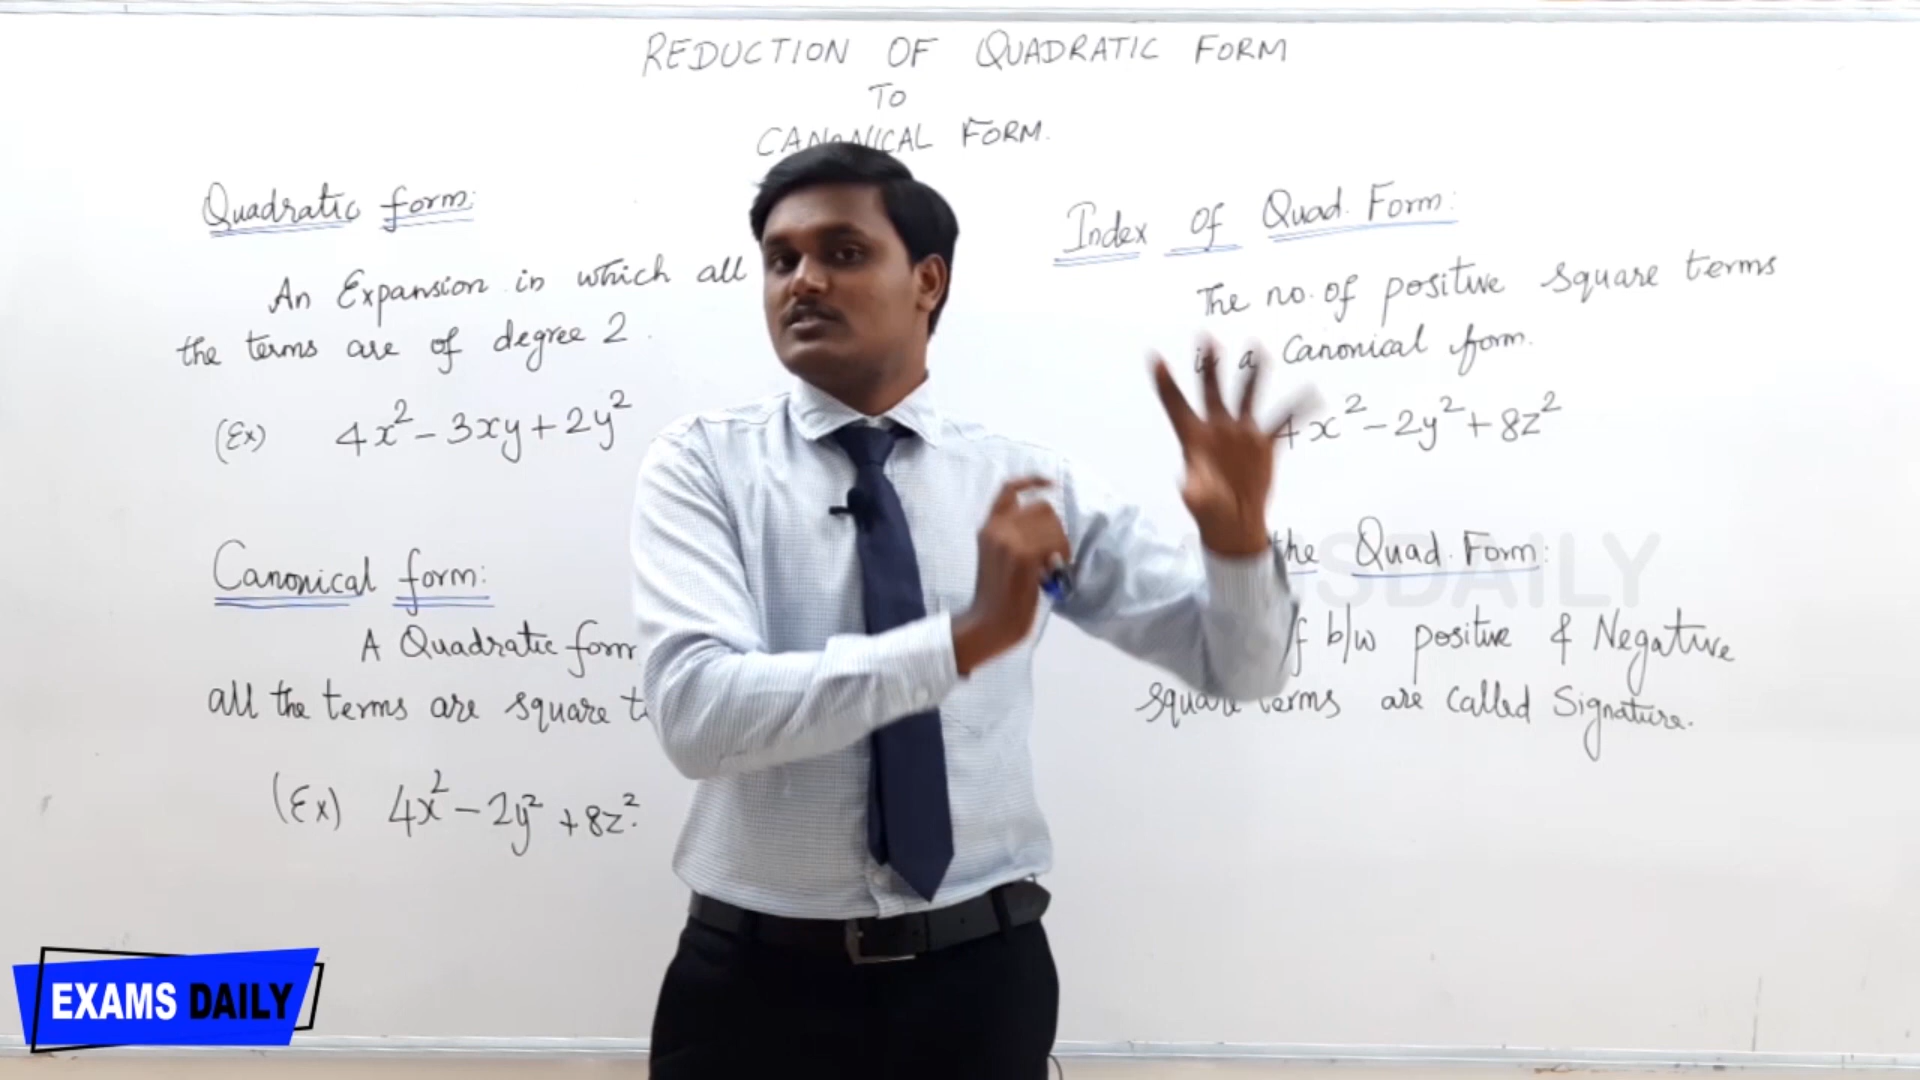 REDUCTION OF QUADRATIC FORM
TO
CANONICAL FORM.
Quadratic form:
An Expansion in which all
the terms are of degree 2.
(Ex) 4x² - 3xy + 2y²
Canonical form:
A Quadratic form
all the terms are square
(Ex) 4x² - 2y² + 8z².
Index of Quad. Form:
The no. of positive square terms
a Canonical form.
4x² - 2y² + 8z²
the Quad. Form:
b/w positive & Negative
square terms are called Signature.
EXAMS DAILY